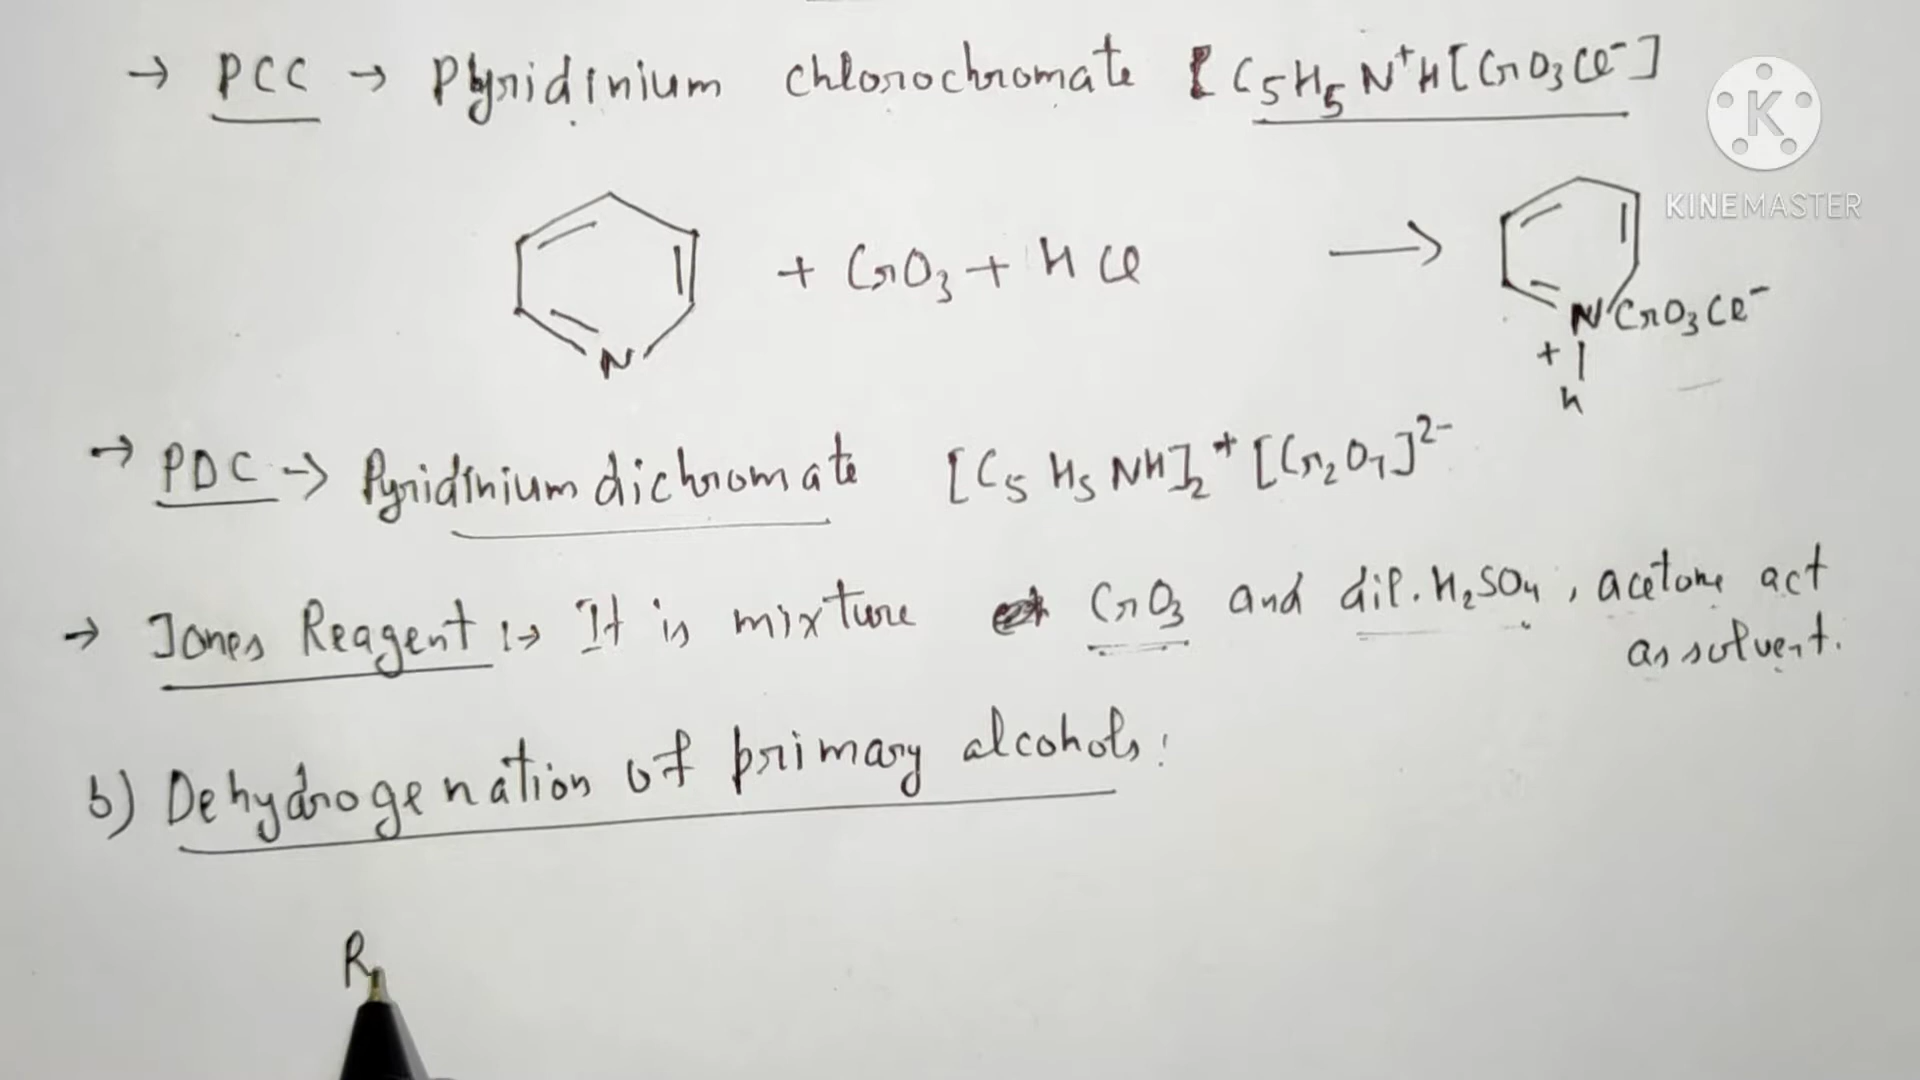 → PCC → Pyridinium chlorochromate [C5H5N+H[CrO3Cl-]
K
KINEMASTER
N + CrO3 + HCl → N CrO3Cl-
+
H
→ PDC → Pyridinium dichromate [C5H5NH]2+ [Cr2O7]2-
→ Jones Reagent :→ It is mixture of CrO3 and dil. H2SO4, acetone act
as solvent.
b) Dehydrogenation of primary alcohols:
R